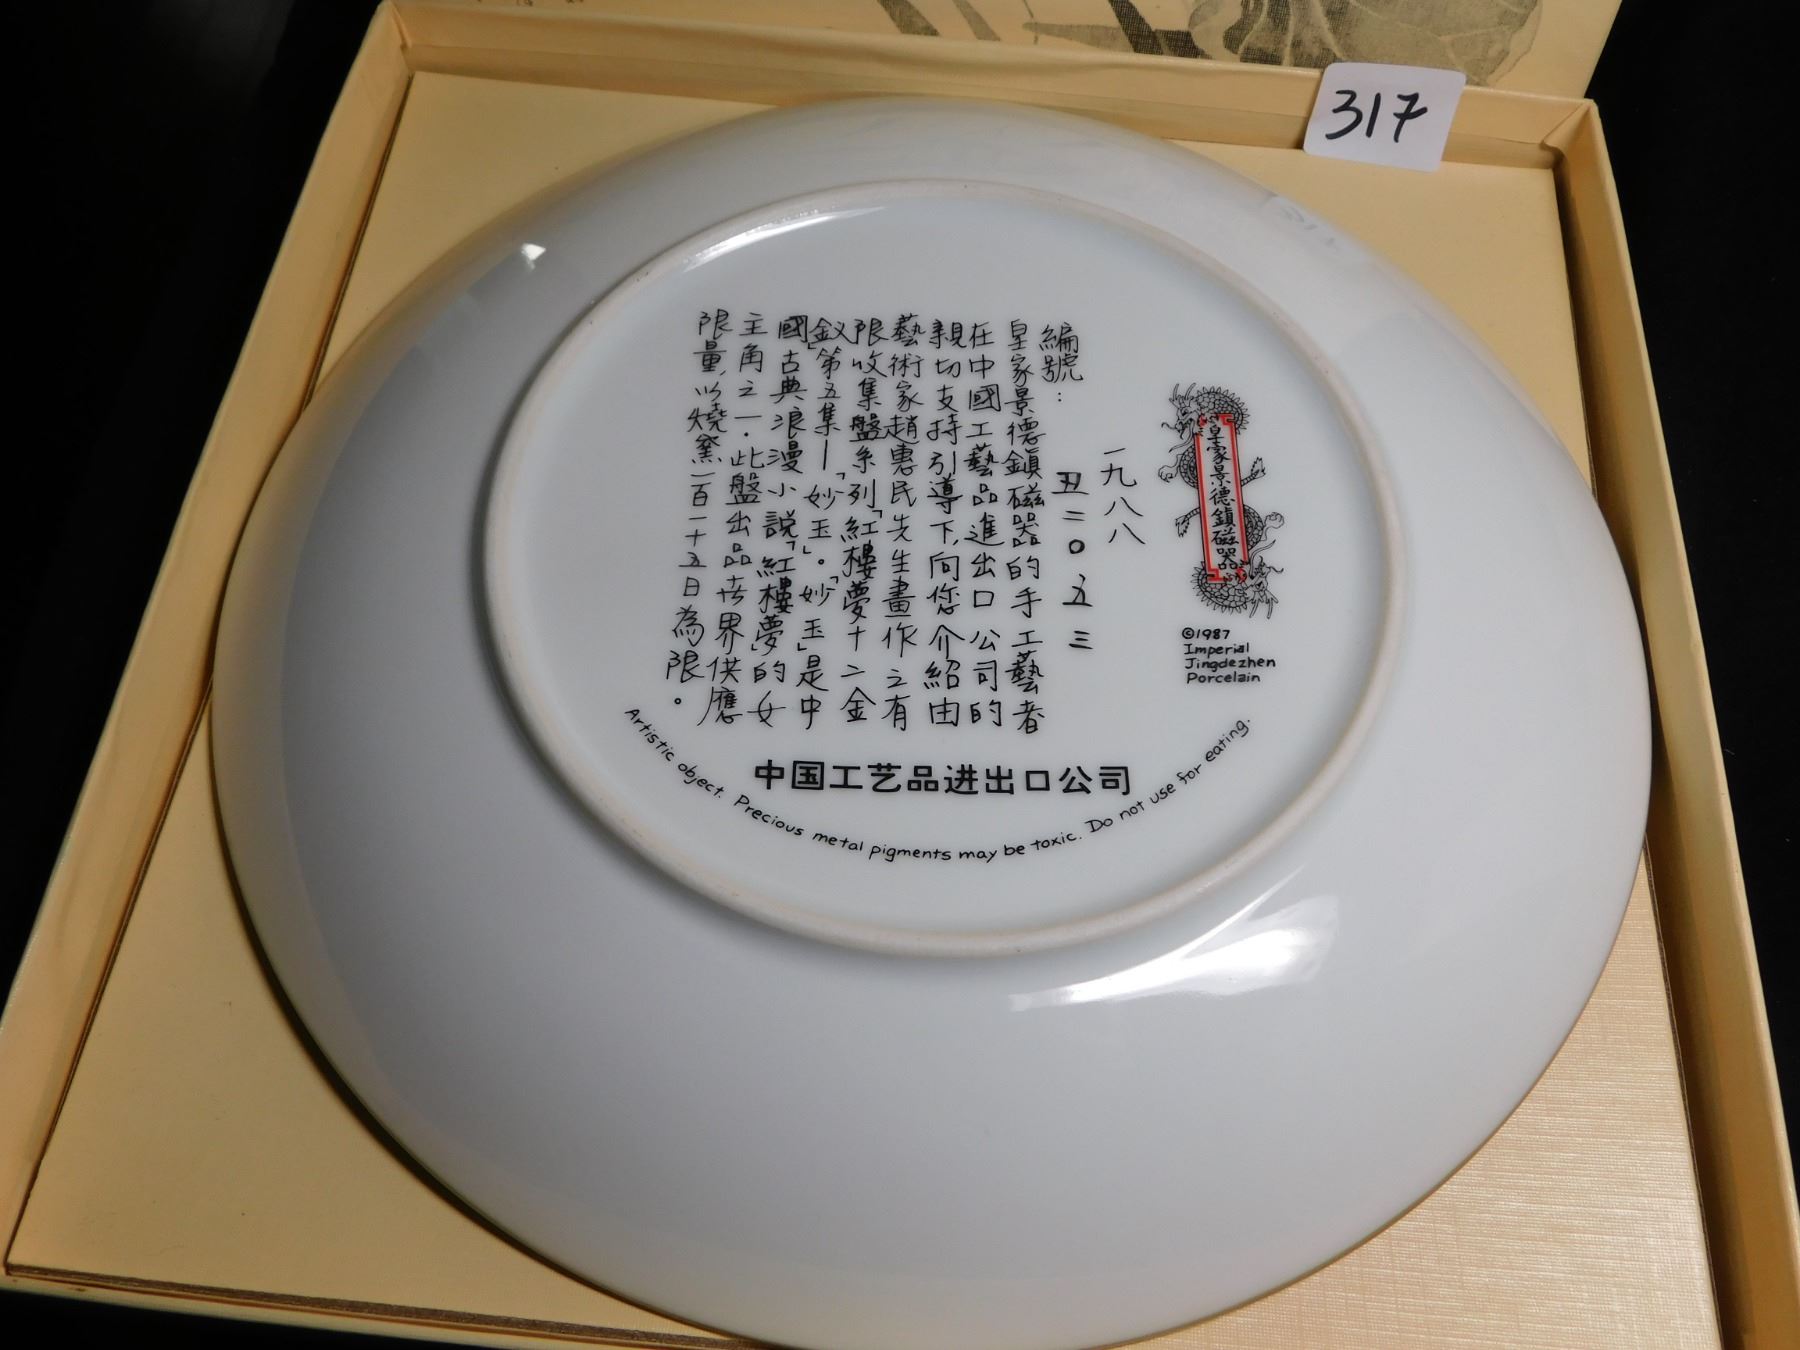 317
皇家景德鎮磁器
©1987
Imperial
Jingdezhen
Porcelain
一九八八
編號：
丑二〇五三
皇家景德鎮磁器的手工藝者
在中國工藝品進出口公司的
親切支持引導下，向您介紹由
藝術家趙惠民先生畫作之有
限收集盤系列「紅樓夢十二金
釵」第五集—「妙玉」。「妙玉」是中
國古典浪漫小說「紅樓夢」的女
主角之一．此盤出品世界供應
限量，以燒窯一百一十五日為限。
中国工艺品进出口公司
Artistic object. Precious metal pigments may be toxic. Do not use for eating.